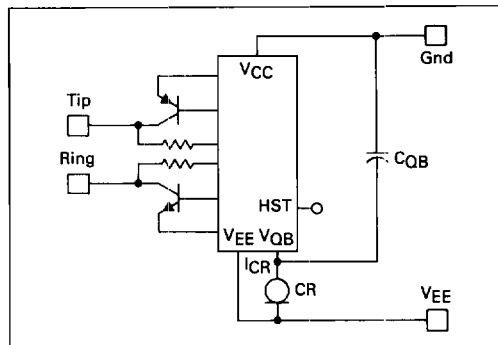 VCC
Gnd
Tip
CQB
Ring
HST
VEE VQB
ICR
CR
VEE